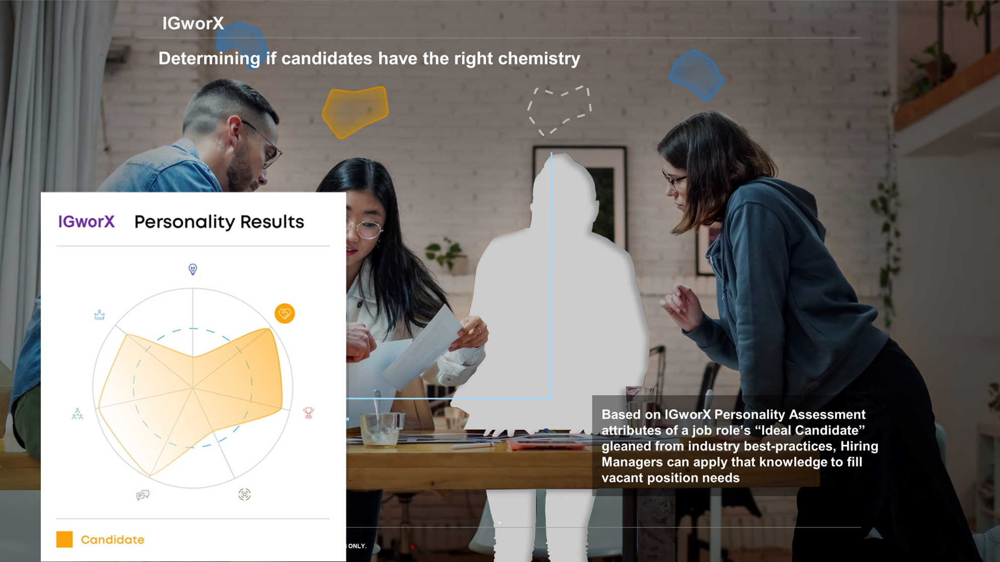 IGworX
Determining if candidates have the right chemistry
IGworX Personality Results
Candidate
Based on IGworX Personality Assessment
attributes of a job role's “Ideal Candidate”
gleaned from industry best-practices, Hiring
Managers can apply that knowledge to fill
vacant position needs
ONLY.